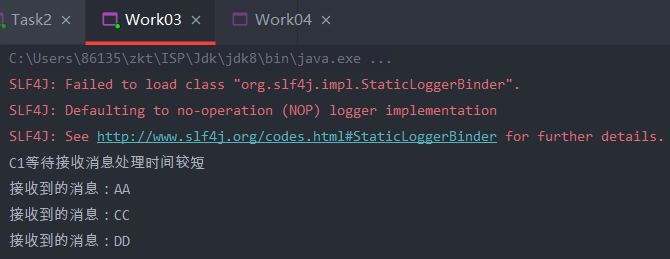 Task2 × Work03 × Work04 ×
C:\Users\86135\zkt\ISP\Jdk\jdk8\bin\java.exe ...
SLF4J: Failed to load class "org.slf4j.impl.StaticLoggerBinder".
SLF4J: Defaulting to no-operation (NOP) logger implementation
SLF4J: See http://www.slf4j.org/codes.html#StaticLoggerBinder for further details.
C1等待接收消息处理时间较短
接收到的消息：AA
接收到的消息：CC
接收到的消息：DD